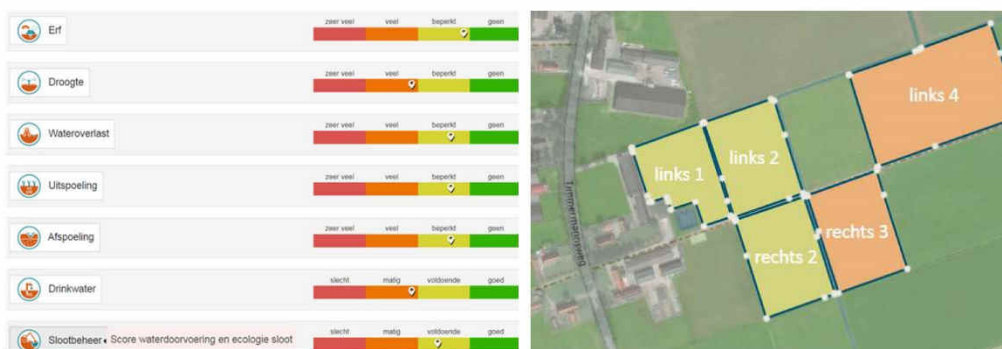 zeer veel veel beperkt geen
Erf
zeer veel veel beperkt geen
Droogte
zeer veel veel beperkt geen
Wateroverlast
zeer veel veel beperkt geen
Uitspoeling
zeer veel veel beperkt geen
Afspoeling
slecht matig voldoende goed
Drinkwater
slecht matig voldoende goed
Slootbeheer Score waterdoorvoering en ecologie sloot
links 4
links 2
links 1
rechts 3
rechts 2
Timmermansweg